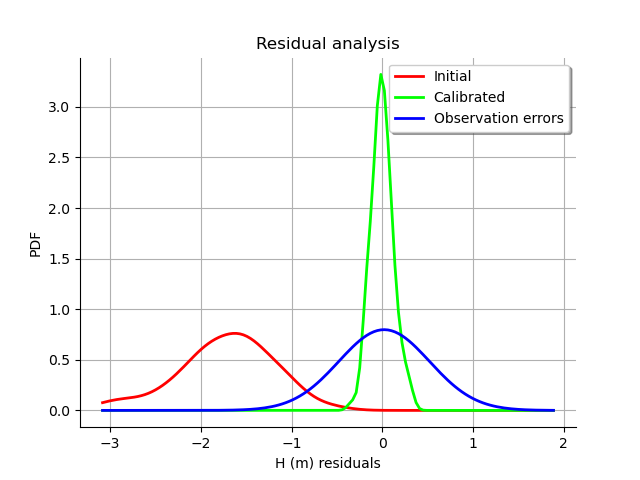 Residual analysis
Initial
Calibrated
Observation errors
PDF
3.0
2.5
2.0
1.5
1.0
0.5
0.0
−3 −2 −1 0 1 2
H (m) residuals